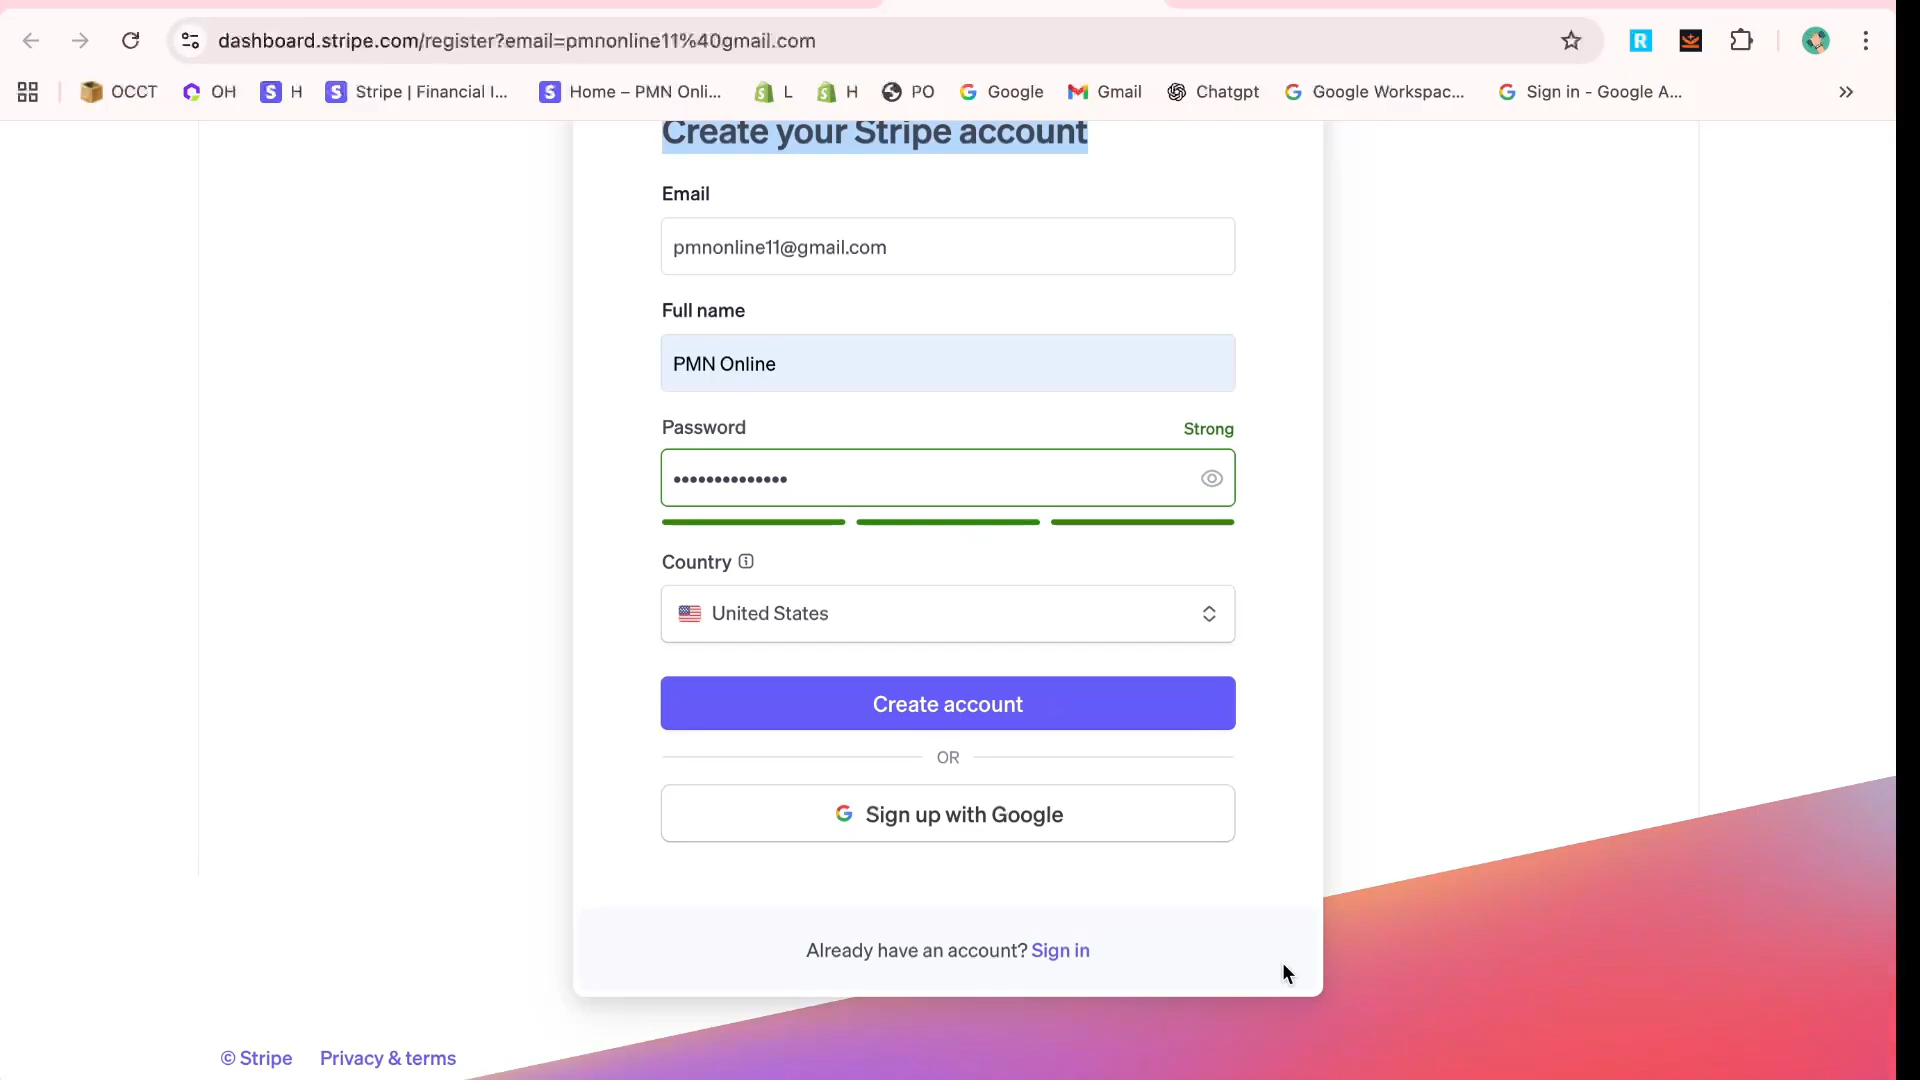 dashboard.stripe.com/register?email=pmnonline11%40gmail.com
OCCT OH S H S Stripe | Financial I... S Home – PMN Onli... L H PO Google Gmail Chatgpt Google Workspac... Sign in - Google A... »
Create your Stripe account
Email
pmnonline11@gmail.com
Full name
PMN Online
Password Strong
••••••••••••••
Country
United States
Create account
OR
Sign up with Google
Already have an account? Sign in
© Stripe Privacy & terms